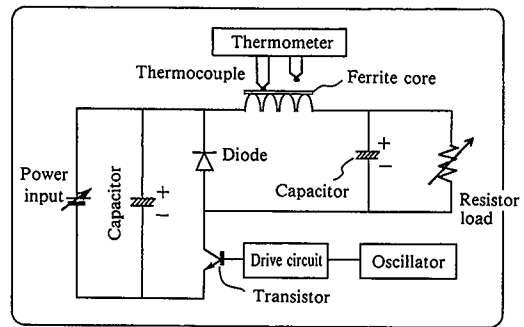 Thermometer
Thermocouple
Ferrite core
Power
input
Capacitor
+
−
Diode
Capacitor
+
−
Resistor
load
Drive circuit
Oscillator
Transistor